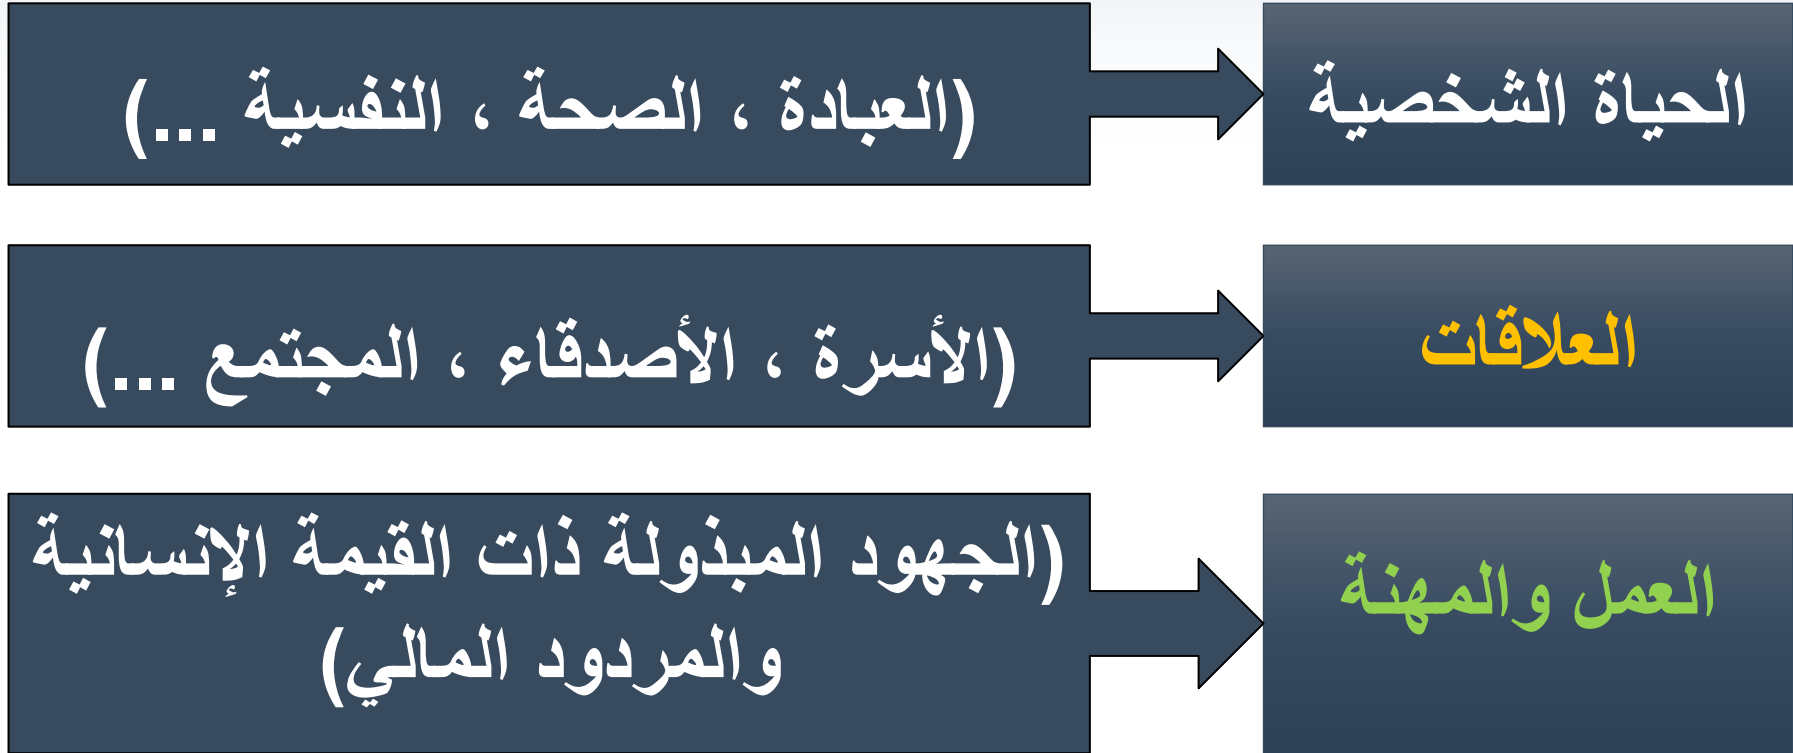 الحياة الشخصية
(العبادة ، الصحة ، النفسية ...)
العلاقات
(الأسرة ، الأصدقاء ، المجتمع ...)
العمل والمهنة
(الجهود المبذولة ذات القيمة الإنسانية
والمردود المالي)